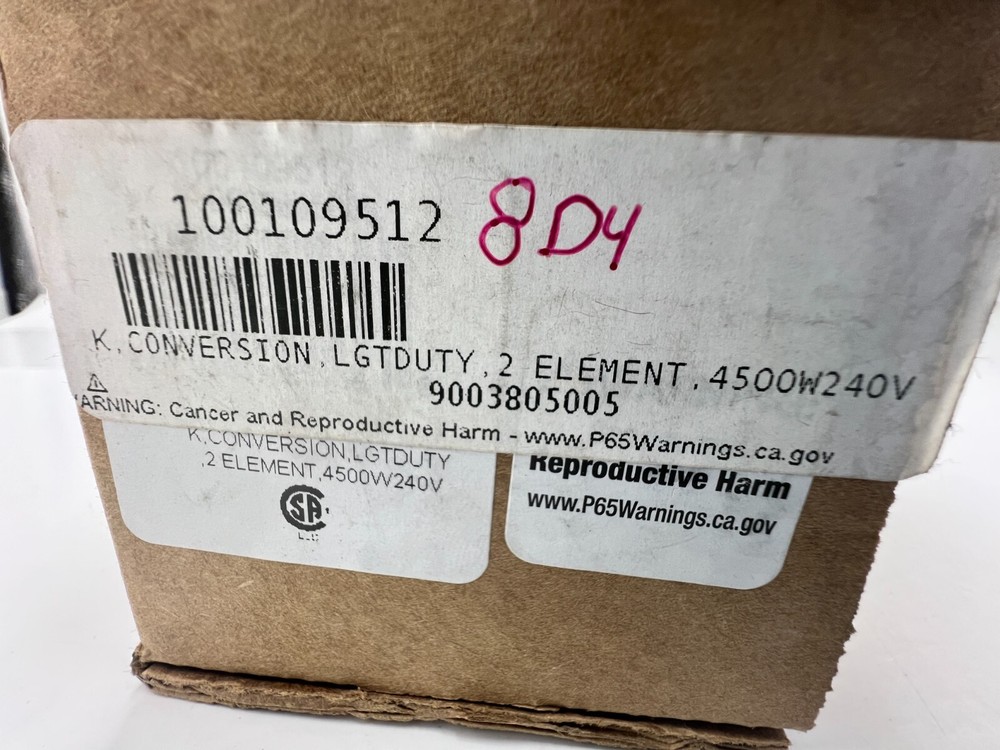 100109512 8D4
K,CONVERSION,LGTDUTY,2 ELEMENT,4500W240V
9003805005
ARNING: Cancer and Reproductive Harm - www.P65Warnings.ca.gov
K,CONVERSION,LGTDUTY
,2 ELEMENT,4500W240V
Reproductive Harm
www.P65Warnings.ca.gov